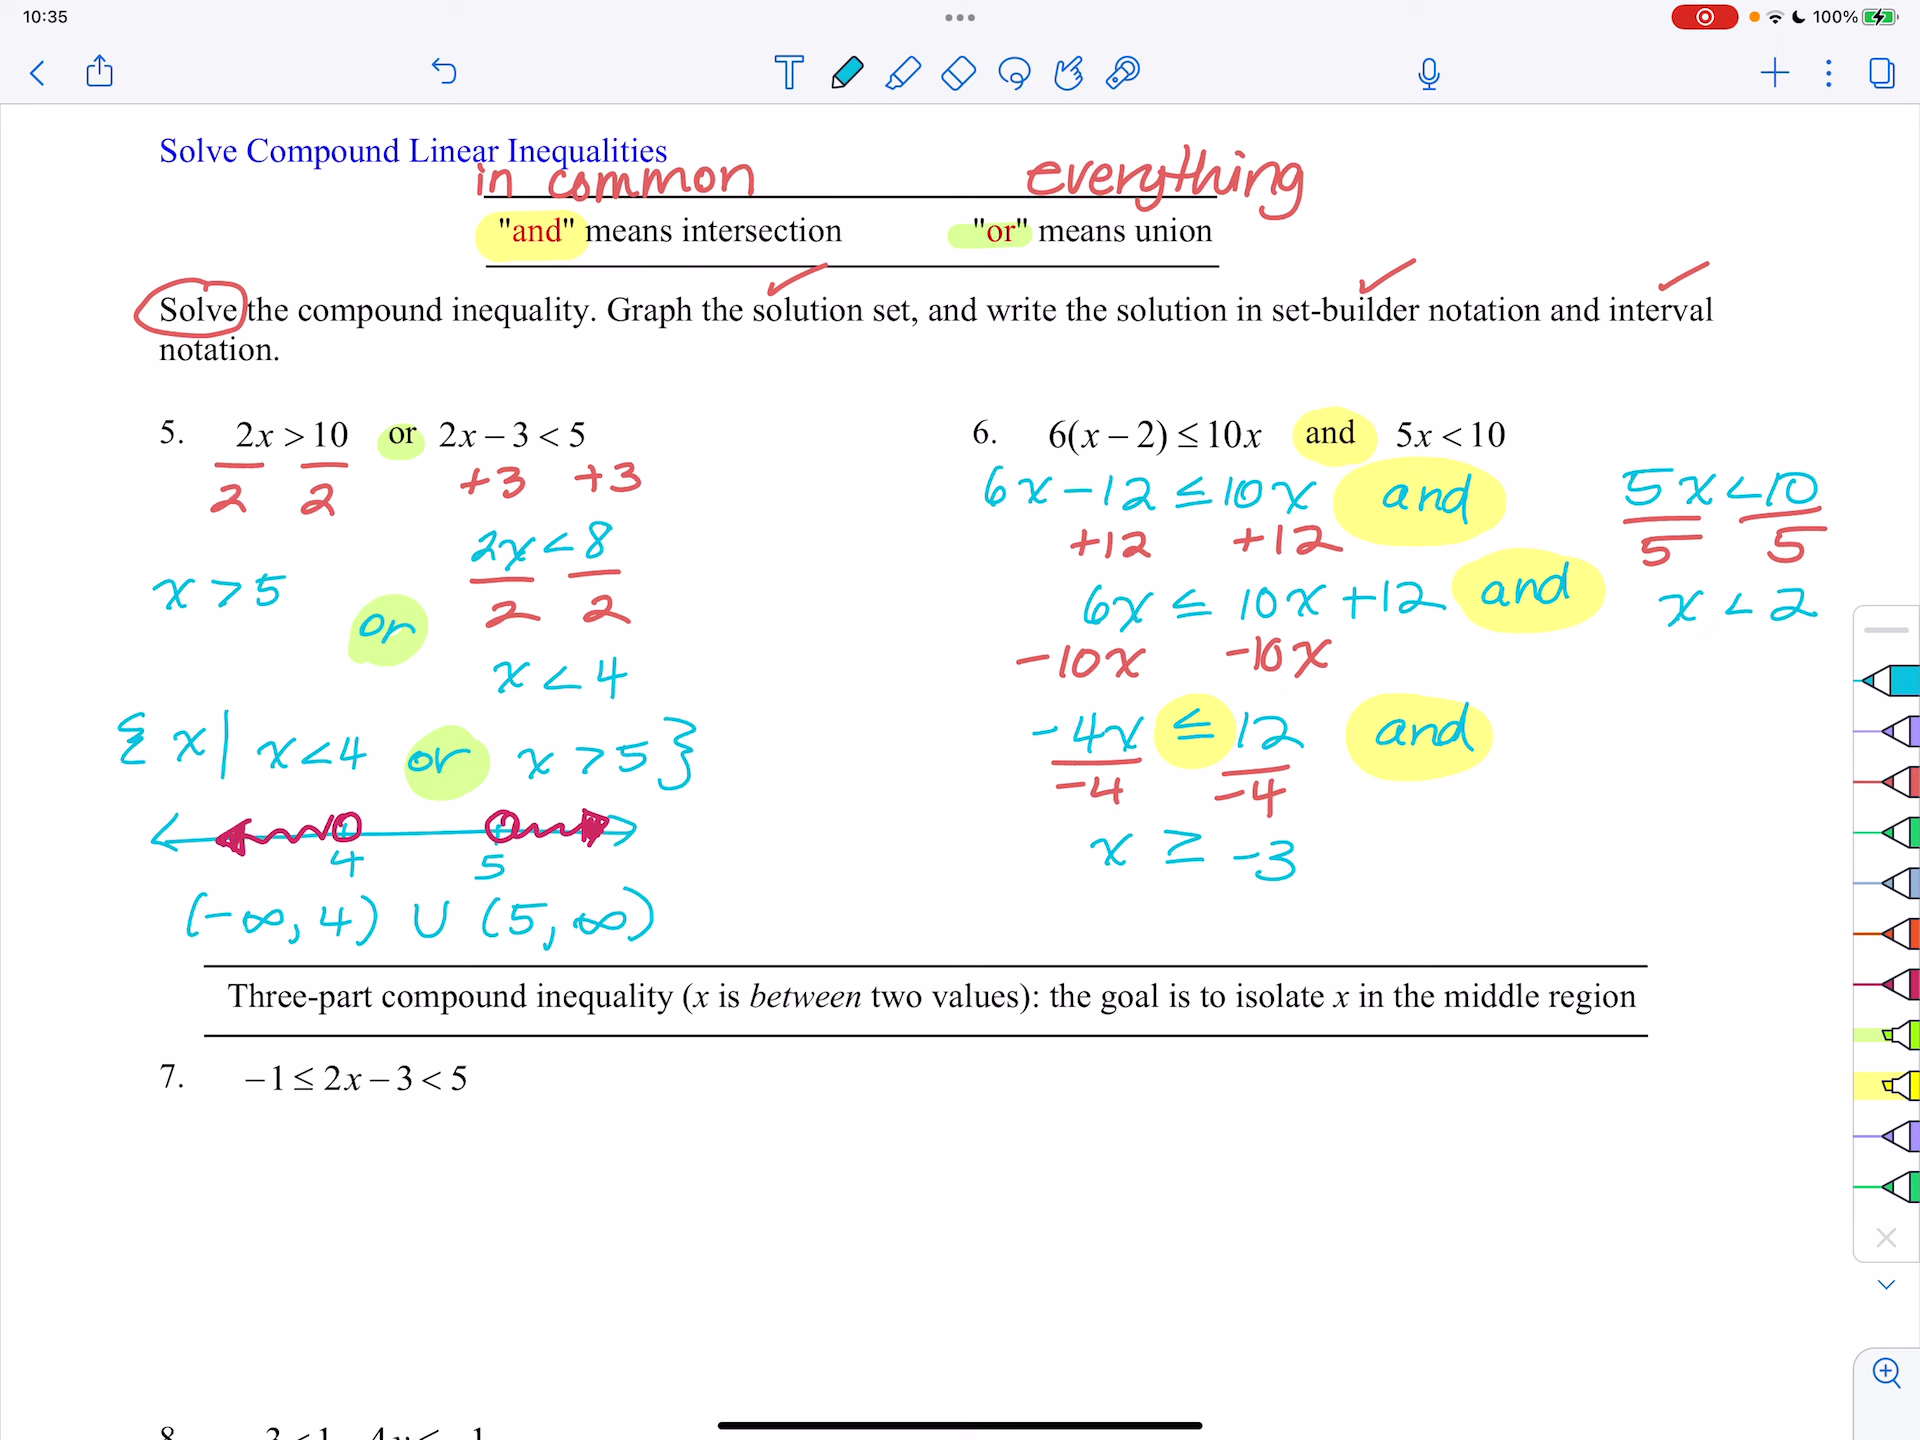 10:35
100%
Solve Compound Linear Inequalities
in common everything
"and" means intersection "or" means union
Solve the compound inequality. Graph the solution set, and write the solution in set-builder notation and interval
notation.
5. 2x > 10 or 2x − 3 < 5
2 2 +3 +3
2x < 8
x > 5 2 2
or
x < 4
{ x | x < 4 or x > 5 }
4 5
(-∞, 4) ∪ (5, ∞)
6. 6(x − 2) ≤ 10x and 5x < 10
6x − 12 ≤ 10x and 5x < 10
+12 +12 5 5
6x ≤ 10x + 12 and x < 2
-10x -10x
-4x ≤ 12 and
-4 -4
x ≥ -3
Three-part compound inequality (x is between two values): the goal is to isolate x in the middle region
7. −1 ≤ 2x − 3 < 5